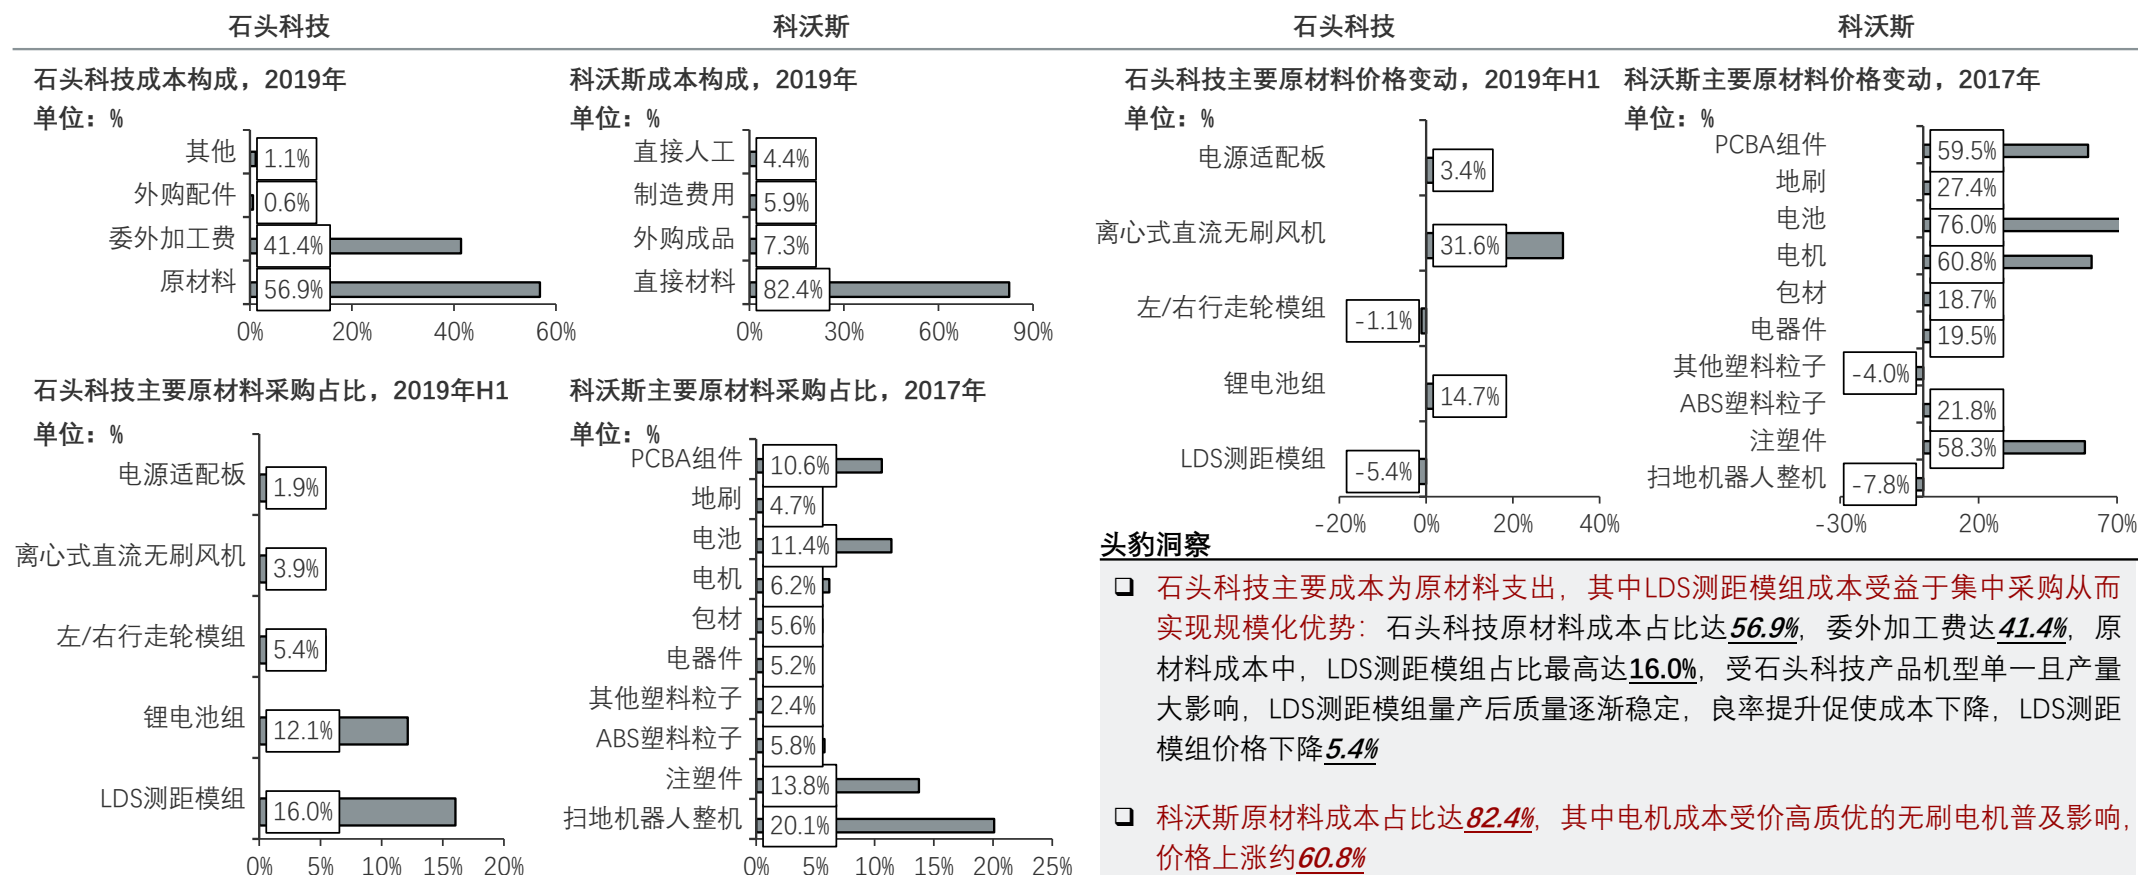 石头科技
科沃斯
石头科技
科沃斯
石头科技成本构成，2019年
单位：%
其他
1.1%
外购配件
0.6%
委外加工费
41.4%
原材料
56.9%
0%
20%
40%
60%
科沃斯成本构成，2019年
单位：%
直接人工
4.4%
制造费用
5.9%
外购成品
7.3%
直接材料
82.4%
0%
30%
60%
90%
石头科技主要原材料价格变动，2019年H1
单位：%
电源适配板
3.4%
离心式直流无刷风机
31.6%
左/右行走轮模组
-1.1%
锂电池组
14.7%
LDS测距模组
-5.4%
-20%
0%
20%
40%
科沃斯主要原材料价格变动，2017年
单位：%
PCBA组件
59.5%
地刷
27.4%
电池
76.0%
电机
60.8%
包材
18.7%
电器件
19.5%
其他塑料粒子
-4.0%
ABS塑料粒子
21.8%
注塑件
58.3%
扫地机器人整机
-7.8%
-30%
20%
70%
石头科技主要原材料采购占比，2019年H1
单位：%
电源适配板
1.9%
离心式直流无刷风机
3.9%
左/右行走轮模组
5.4%
锂电池组
12.1%
LDS测距模组
16.0%
0%
5%
10%
15%
20%
科沃斯主要原材料采购占比，2017年
单位：%
PCBA组件
10.6%
地刷
4.7%
电池
11.4%
电机
6.2%
包材
5.6%
电器件
5.2%
其他塑料粒子
2.4%
ABS塑料粒子
5.8%
注塑件
13.8%
扫地机器人整机
20.1%
0%
5%
10%
15%
20%
25%
头豹洞察
石头科技主要成本为原材料支出，其中LDS测距模组成本受益于集中采购从而
实现规模化优势：石头科技原材料成本占比达56.9%，委外加工费达41.4%，原
材料成本中，LDS测距模组占比最高达16.0%，受石头科技产品机型单一且产量
大影响，LDS测距模组量产后质量逐渐稳定，良率提升促使成本下降，LDS测距
模组价格下降5.4%
科沃斯原材料成本占比达82.4%，其中电机成本受价高质优的无刷电机普及影响，
价格上涨约60.8%